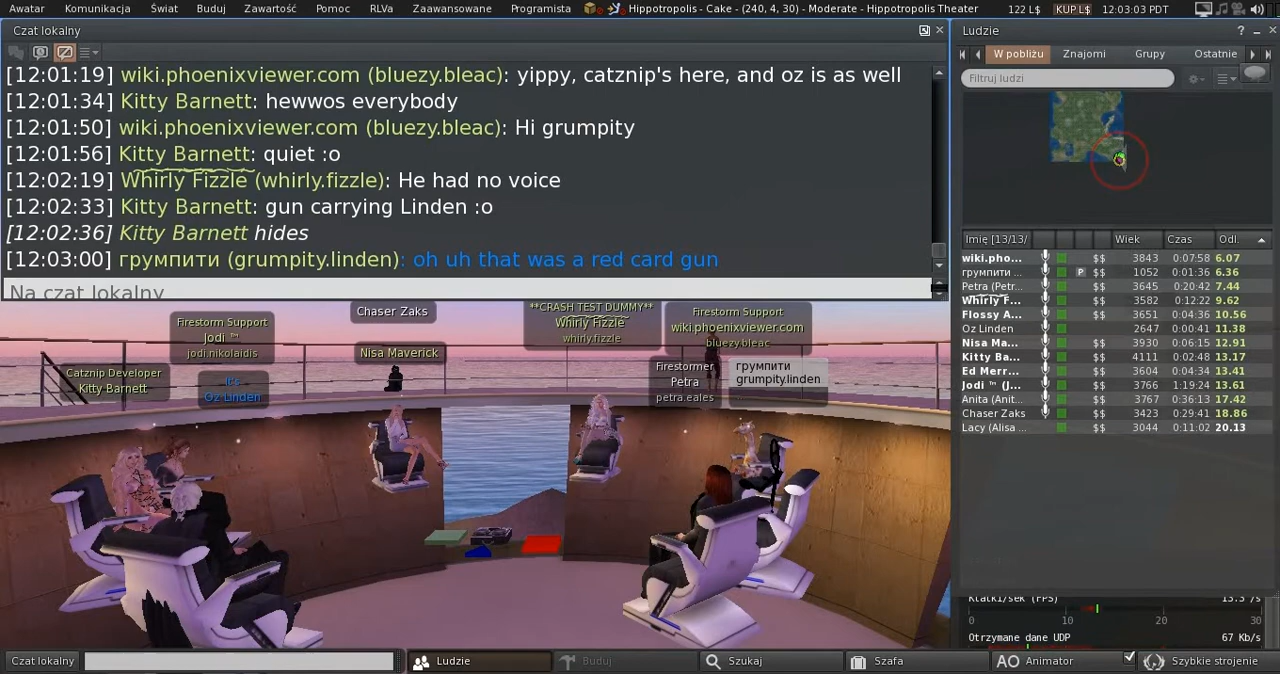 Awatar Komunikacja Świat Buduj Zawartość Pomoc RLVa Zaawansowane Programista Hippotropolis - Cake - (240, 4, 30) - Moderate - Hippotropolis Theater 122 L$ KUP L$ 12:03:03 PDT
Czat lokalny
[12:01:19] wiki.phoenixviewer.com (bluezy.bleac): yippy, catznip's here, and oz is as well
[12:01:34] Kitty Barnett: hewwos everybody
[12:01:50] wiki.phoenixviewer.com (bluezy.bleac): Hi grumpity
[12:01:56] Kitty Barnett: quiet :o
[12:02:19] Whirly Fizzle (whirly.fizzle): He had no voice
[12:02:33] Kitty Barnett: gun carrying Linden :o
[12:02:36] Kitty Barnett hides
[12:03:00] грумпити (grumpity.linden): oh uh that was a red card gun
Na czat lokalny
Firestorm Support
Jodi ™
jodi.nikolaidis
Chaser Zaks
**CRASH TEST DUMMY**
Whirly Fizzle
whirly.fizzle
Firestorm Support
wiki.phoenixviewer.com
bluezy.bleac
Catznip Developer
Kitty Barnett
It's
Oz Linden
Nisa Maverick
Firestormer
Petra
petra.eales
грумпити
grumpity.linden
Ludzie
W pobliżu Znajomi Grupy Ostatnie
Filtruj ludzi
Imię [13/13/ Wiek Czas Odl.
wiki.pho... $$ 3843 0:07:58 6.07
грумпити ... P $$ 1052 0:01:36 6.36
Petra (Petr... $$ 3645 0:20:42 7.44
Whirly F... $$ 3582 0:12:22 9.62
Flossy A... $$ 3651 0:04:36 10.56
Oz Linden 2647 0:00:41 11.38
Nisa Ma... $$ 3930 0:06:15 12.91
Kitty Ba... $$ 4111 0:02:48 13.17
Ed Merr... $$ 3604 0:04:34 13.41
Jodi ™ (J... $$ 3766 1:19:24 13.61
Anita (Anit... $$ 3767 0:36:13 17.42
Chaser Zaks $$ 3423 0:29:41 18.86
Lacy (Alisa ... $$ 3044 0:11:02 20.13
Klatki/sek (FPS) 13.3 /s
0 10 20 30
Otrzymane dane UDP 67 Kb/s
Czat lokalny Ludzie Buduj Szukaj Szafa AO Animator Szybkie strojenie